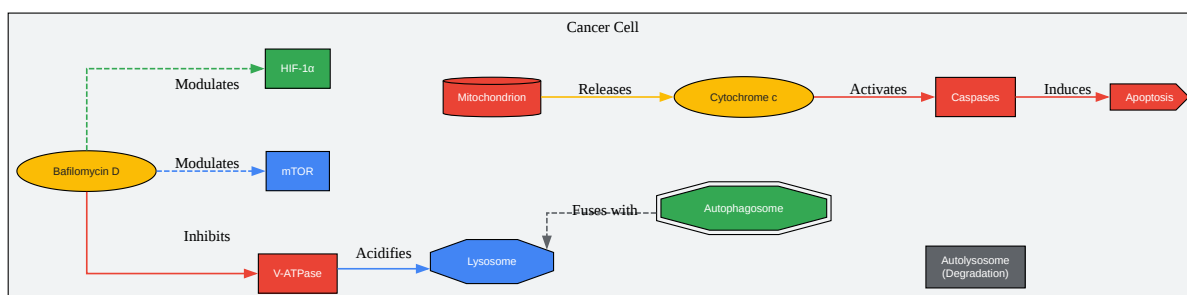 Cancer Cell
HIF-1α
Modulates
Mitochondrion
Releases
Cytochrome c
Activates
Caspases
Induces
Apoptosis
Bafilomycin D
Modulates
mTOR
Fuses with
Autophagosome
Inhibits
V-ATPase
Acidifies
Lysosome
Autolysosome
(Degradation)